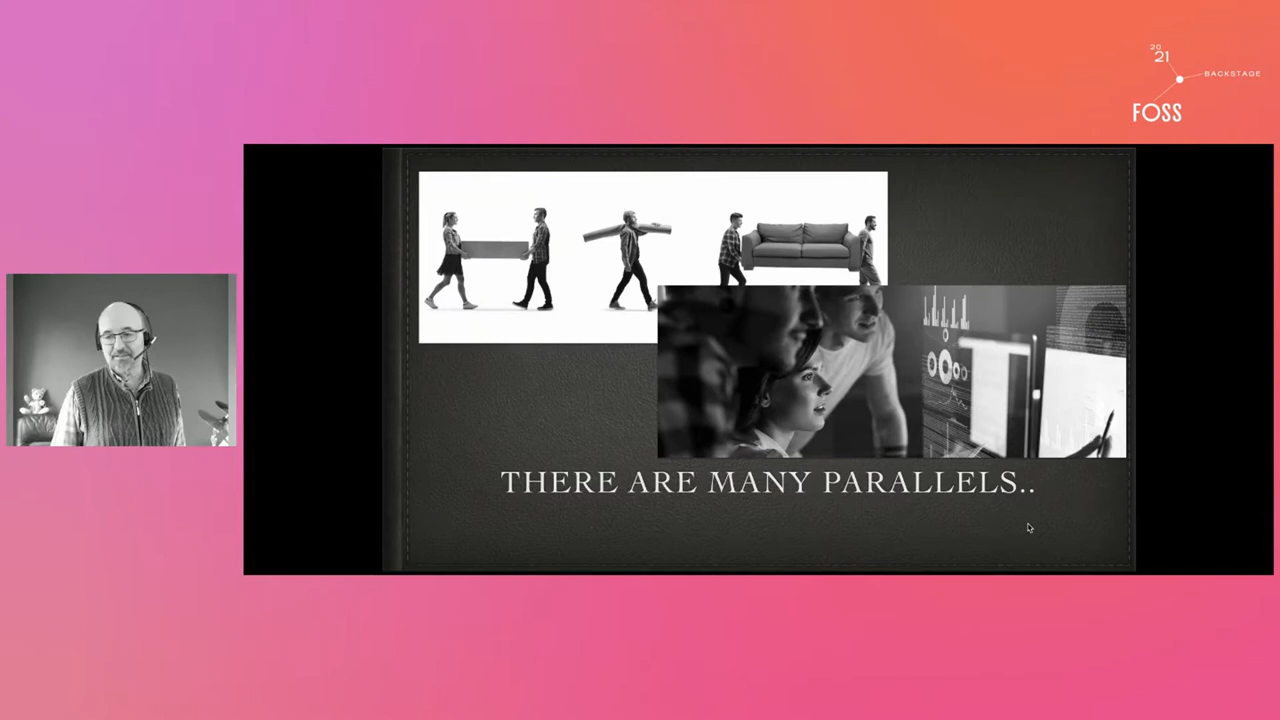 20
21
BACKSTAGE
FOSS
THERE ARE MANY PARALLELS..